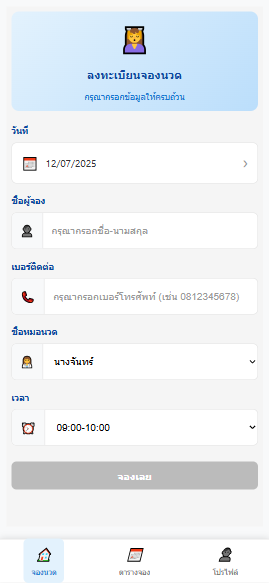 ลงทะเบียนจองนวด
กรุณากรอกข้อมูลให้ครบถ้วน
วันที่
12/07/2025
ชื่อผู้จอง
กรุณากรอกชื่อ-นามสกุล
เบอร์ติดต่อ
กรุณากรอกเบอร์โทรศัพท์ (เช่น 0812345678)
ชื่อหมอนวด
นางจันทร์
เวลา
09:00-10:00
จองเลย
จองนวด ตารางจอง โปรไฟล์